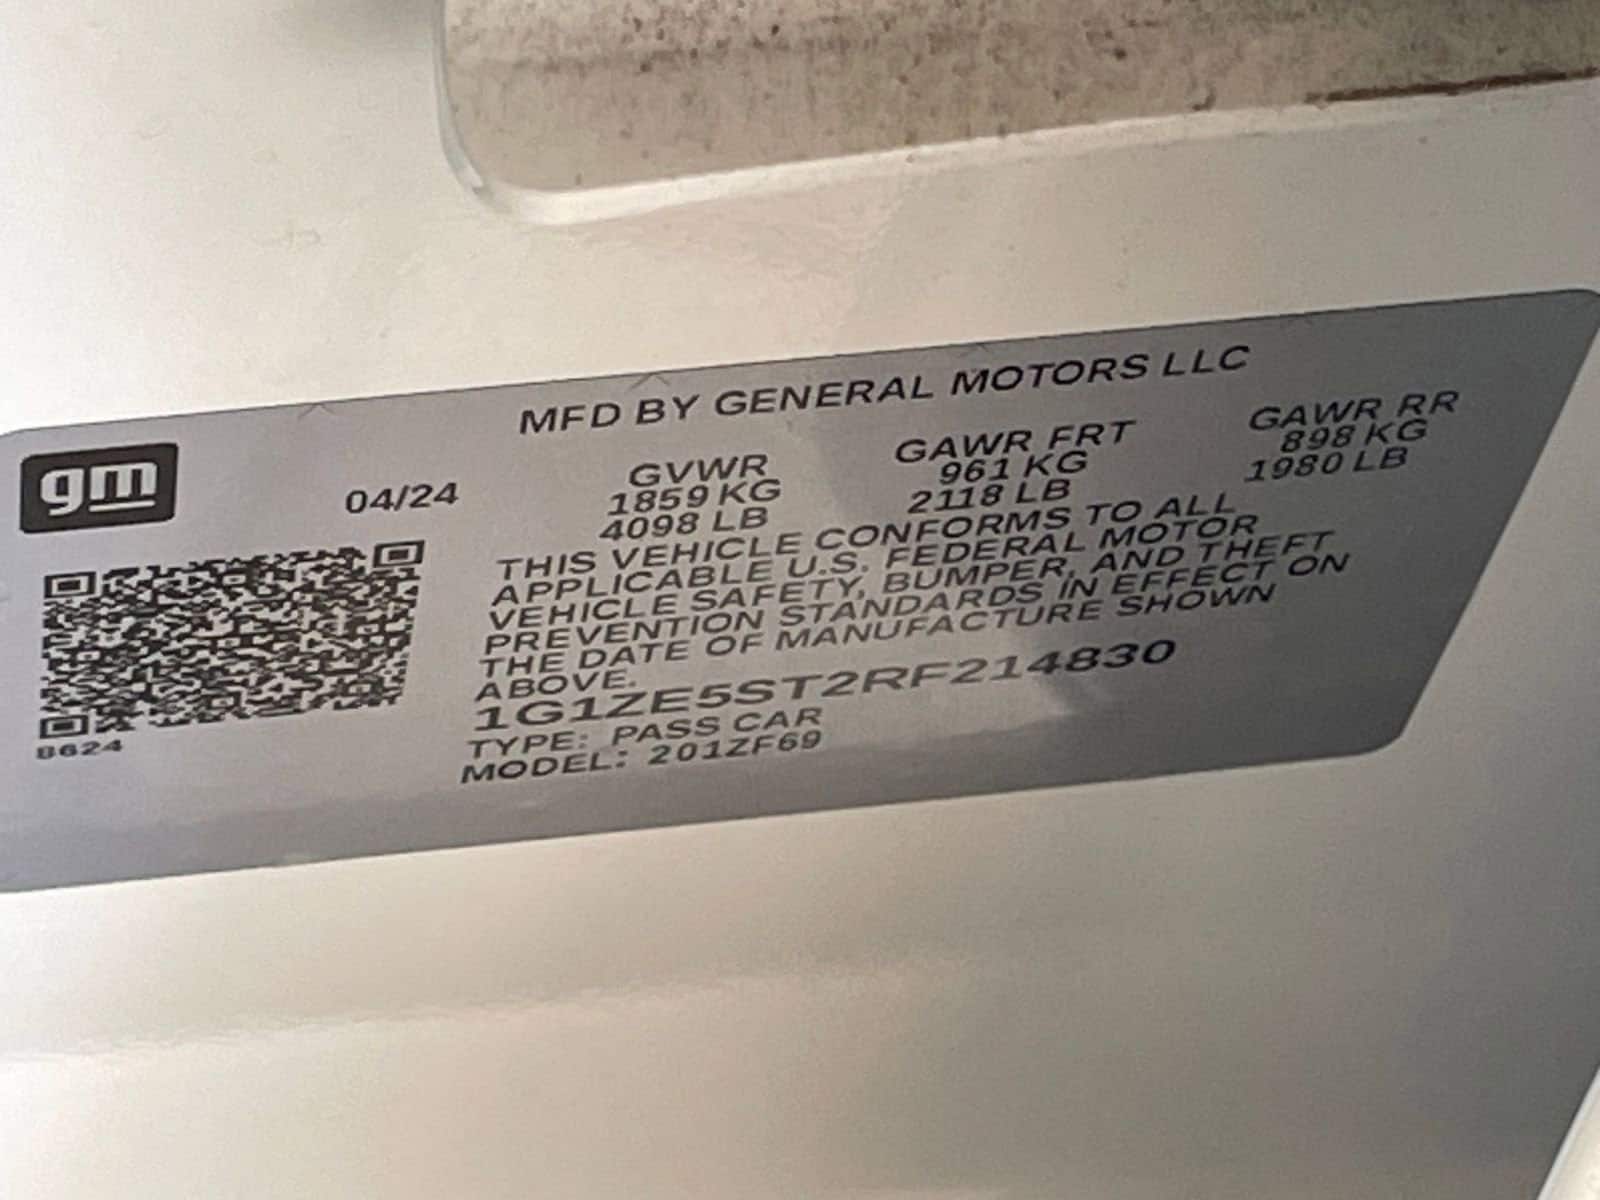 MFD BY GENERAL MOTORS LLC
gm
04/24
GVWR
1859 KG
4098 LB
GAWR FRT
961 KG
2118 LB
GAWR RR
898 KG
1980 LB
THIS VEHICLE CONFORMS TO ALL
APPLICABLE U.S. FEDERAL MOTOR
VEHICLE SAFETY, BUMPER, AND THEFT
PREVENTION STANDARDS IN EFFECT ON
THE DATE OF MANUFACTURE SHOWN
ABOVE.
1G1ZE5ST2RF214830
TYPE: PASS CAR
MODEL: 201ZF69
8624